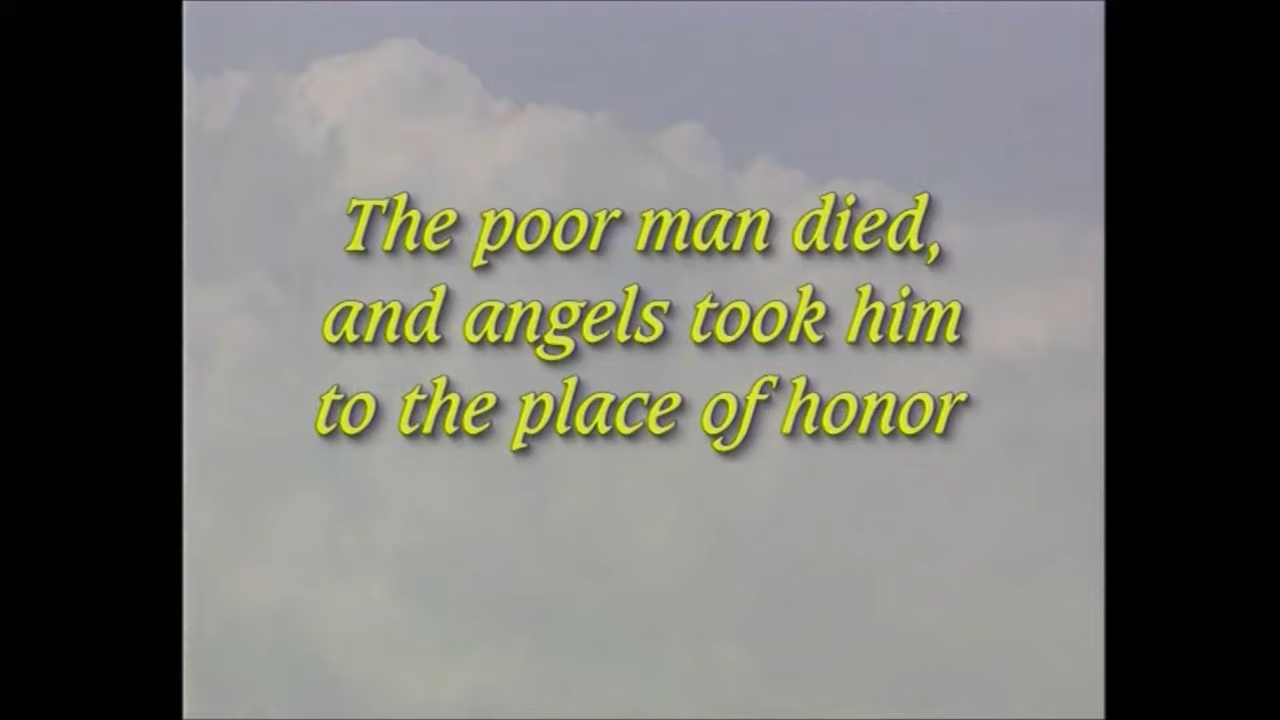 The poor man died,
and angels took him
to the place of honor